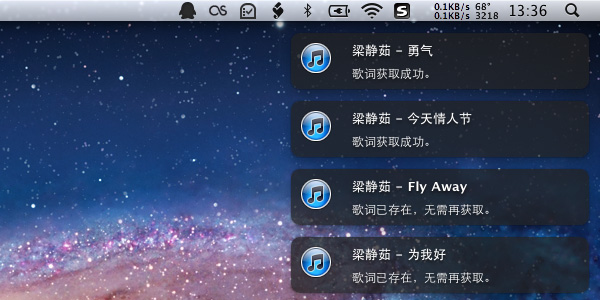 0.1KB/s 68°
0.1KB/s 3218
13:36
梁静茹 – 勇气
歌词获取成功。
梁静茹 – 今天情人节
歌词获取成功。
梁静茹 – Fly Away
歌词已存在，无需再获取。
梁静茹 – 为我好
歌词已存在，无需再获取。